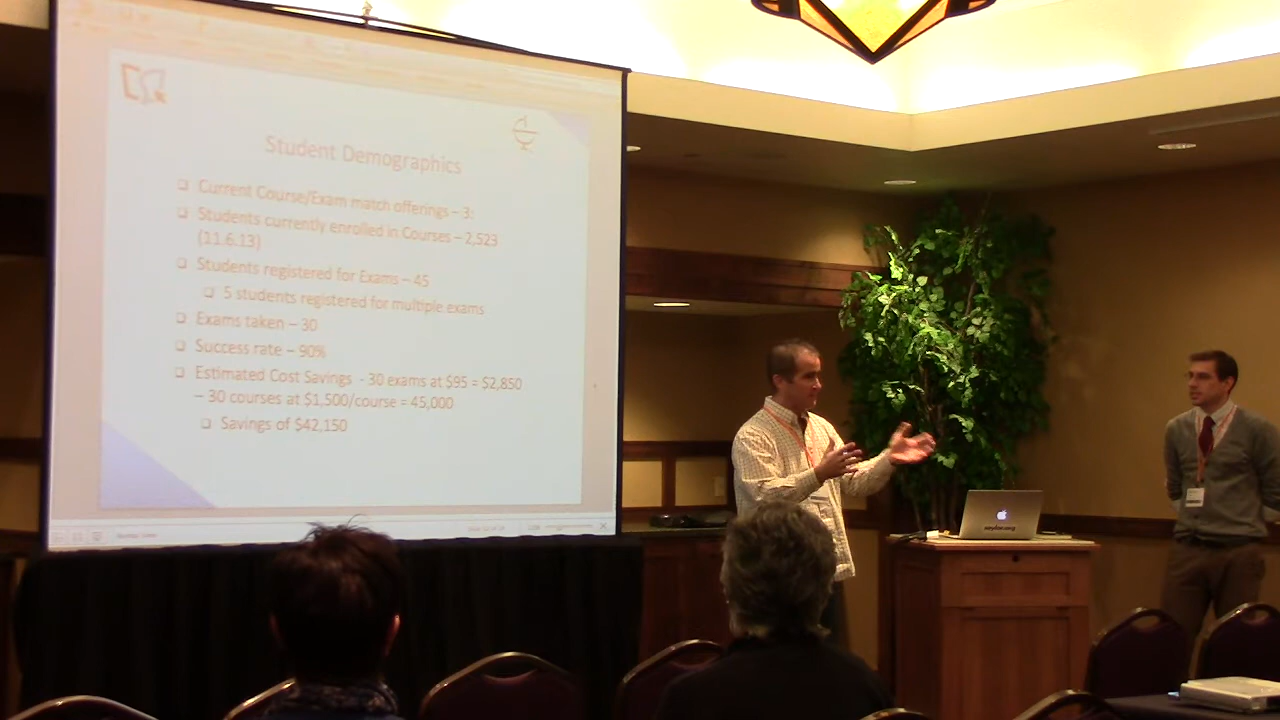 Student Demographics
❑ Current Course/Exam match offerings – 3:
❑ Students currently enrolled in Courses – 2,523
(11.6.13)
❑ Students registered for Exams – 45
❑ 5 students registered for multiple exams
❑ Exams taken – 30
❑ Success rate – 90%
❑ Estimated Cost Savings - 30 exams at $95 = $2,850
– 30 courses at $1,500/course = 45,000
❑ Savings of $42,150
saylor.org